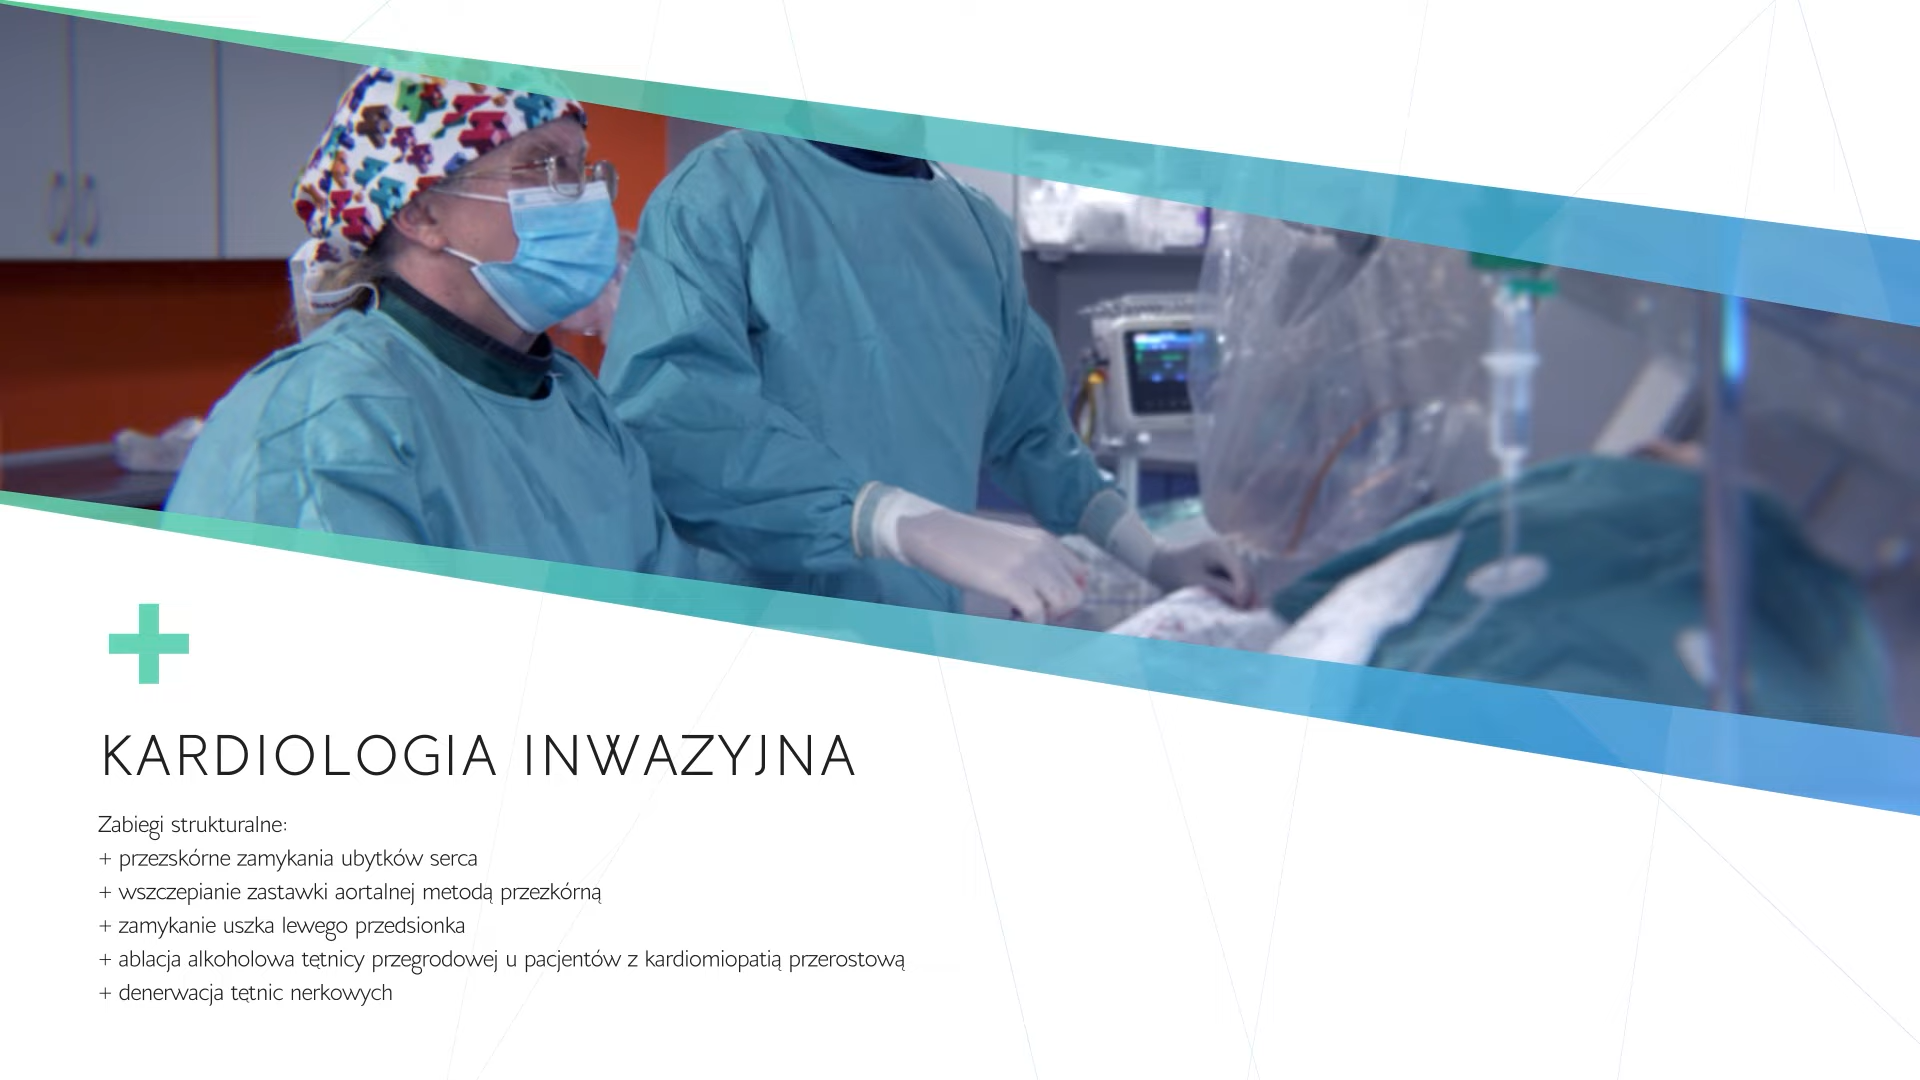 KARDIOLOGIA INWAZYJNA
Zabiegi strukturalne:
+ przezskórne zamykania ubytków serca
+ wszczepianie zastawki aortalnej metodą przezkórną
+ zamykanie uszka lewego przedsionka
+ ablacja alkoholowa tętnicy przegrodowej u pacjentów z kardiomiopatią przerostową
+ denerwacja tętnic nerkowych